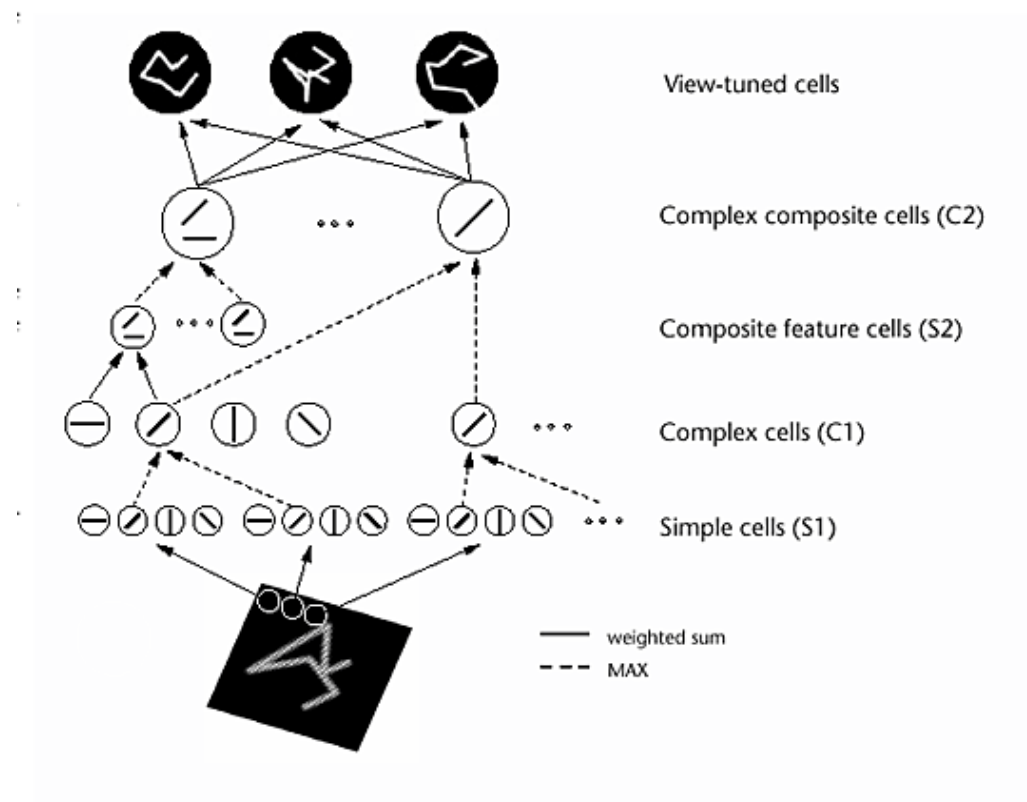 View-tuned cells
Complex composite cells (C2)
Composite feature cells (S2)
Complex cells (C1)
Simple cells (S1)
weighted sum
MAX